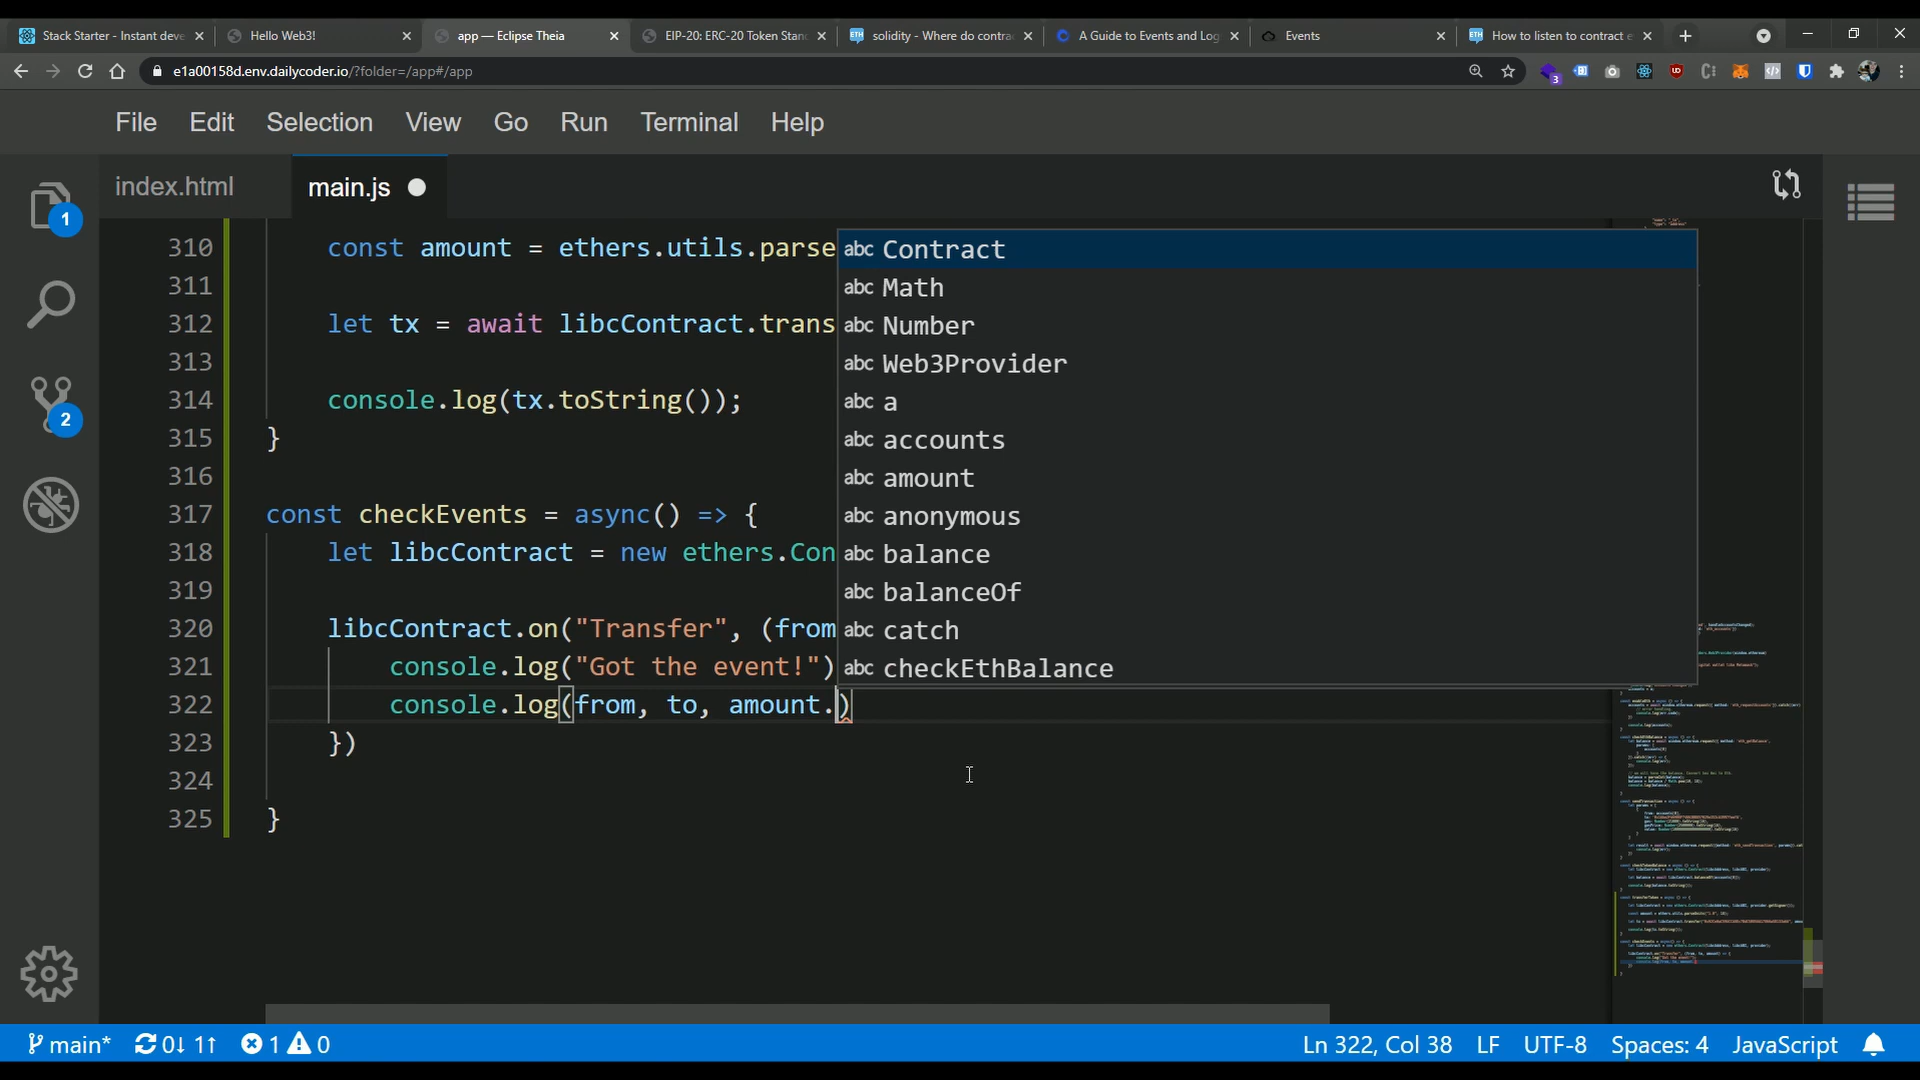 Stack Starter - Instant deve
Hello Web3!
app — Eclipse Theia
EIP-20: ERC-20 Token Stan
solidity - Where do contra
A Guide to Events and Log
Events
How to listen to contract e
e1a00158d.env.dailycoder.io/?folder=/app#/app
3
File Edit Selection View Go Run Terminal Help
index.html
main.js
1
2
310 const amount = ethers.utils.parse
311
312 let tx = await libcContract.trans
313
314 console.log(tx.toString());
315 }
316
317 const checkEvents = async() => {
318 let libcContract = new ethers.Con
319
320 libcContract.on("Transfer", (from
321 console.log("Got the event!")
322 console.log(from, to, amount.)
323 })
324
325 }
abc Contract
abc Math
abc Number
abc Web3Provider
abc a
abc accounts
abc amount
abc anonymous
abc balance
abc balanceOf
abc catch
abc checkEthBalance
main* 0↓ 1↑ 1 0
Ln 322, Col 38 LF UTF-8 Spaces: 4 JavaScript